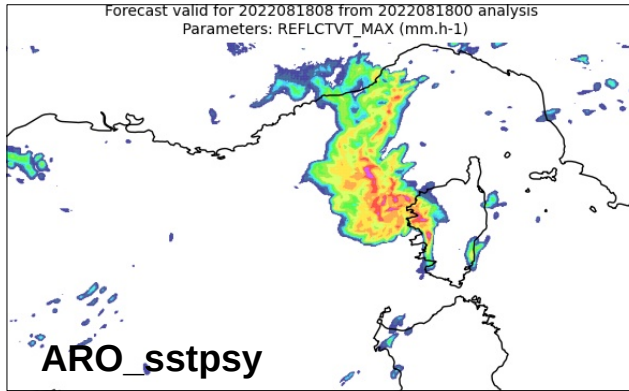 Forecast valid for 2022081808 from 2022081800 analysis
Parameters: REFLCTVT_MAX (mm.h-1)
ARO_sstpsy